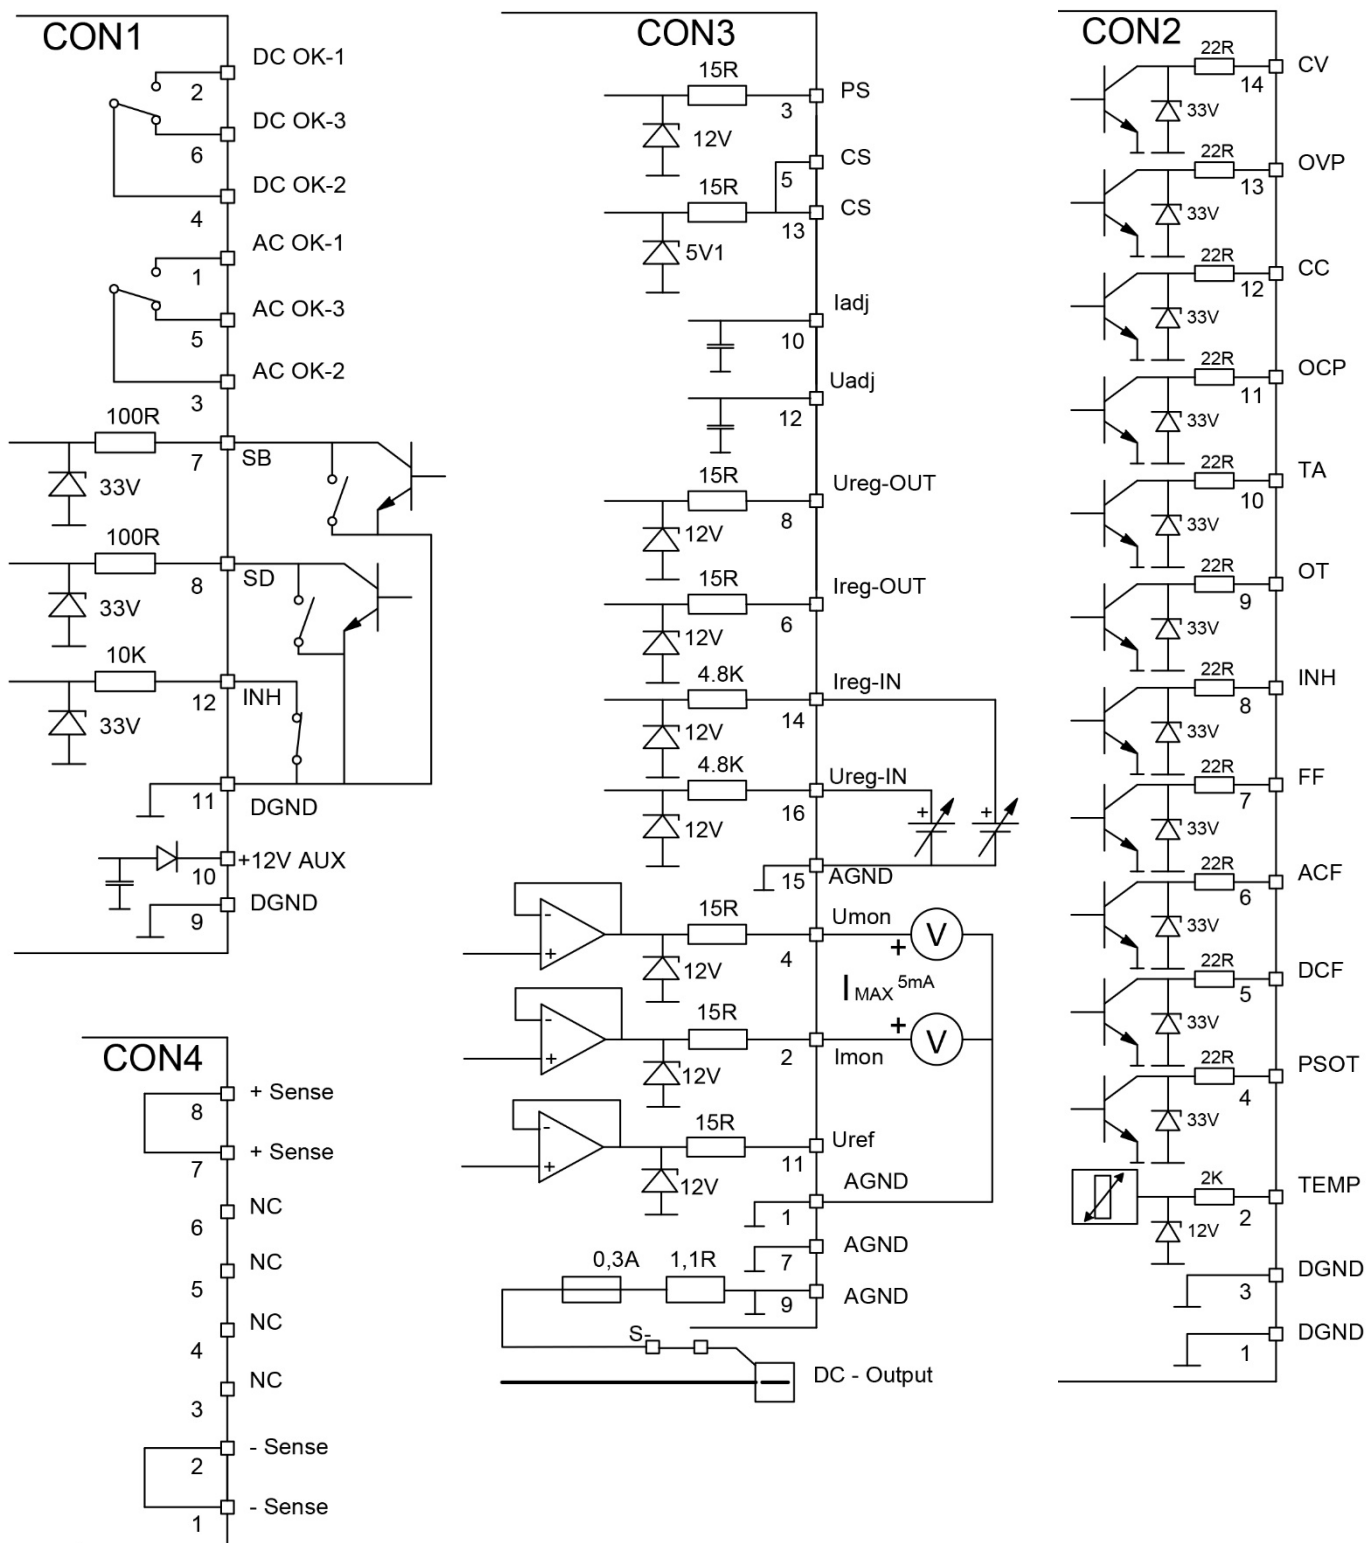 CON1
DC OK-1
2
DC OK-3
6
DC OK-2
4
AC OK-1
1
AC OK-3
5
AC OK-2
3
100R
7
SB
33V
100R
8
SD
33V
10K
12
INH
33V
11
DGND
10
+12V AUX
9
DGND
CON4
+ Sense
8
+ Sense
7
NC
6
NC
5
NC
4
NC
3
- Sense
2
- Sense
1
CON3
15R
PS
3
12V
CS
5
15R
CS
13
5V1
Iadj
10
Uadj
12
15R
Ureg-OUT
8
12V
15R
Ireg-OUT
6
12V
4.8K
Ireg-IN
14
12V
4.8K
Ureg-IN
16
12V
+
+
15
AGND
-
+
15R
Umon
4
+
V
12V
I MAX 5mA
-
+
15R
+
V
2
Imon
12V
-
+
15R
Uref
11
12V
AGND
1
AGND
7
0,3A
1,1R
AGND
9
S-
DC - Output
CON2
22R
CV
14
33V
22R
OVP
13
33V
22R
CC
12
33V
22R
OCP
11
33V
22R
TA
10
33V
22R
OT
9
33V
22R
INH
8
33V
22R
FF
7
33V
22R
ACF
6
33V
22R
DCF
5
33V
22R
PSOT
4
33V
2K
TEMP
2
12V
DGND
3
DGND
1